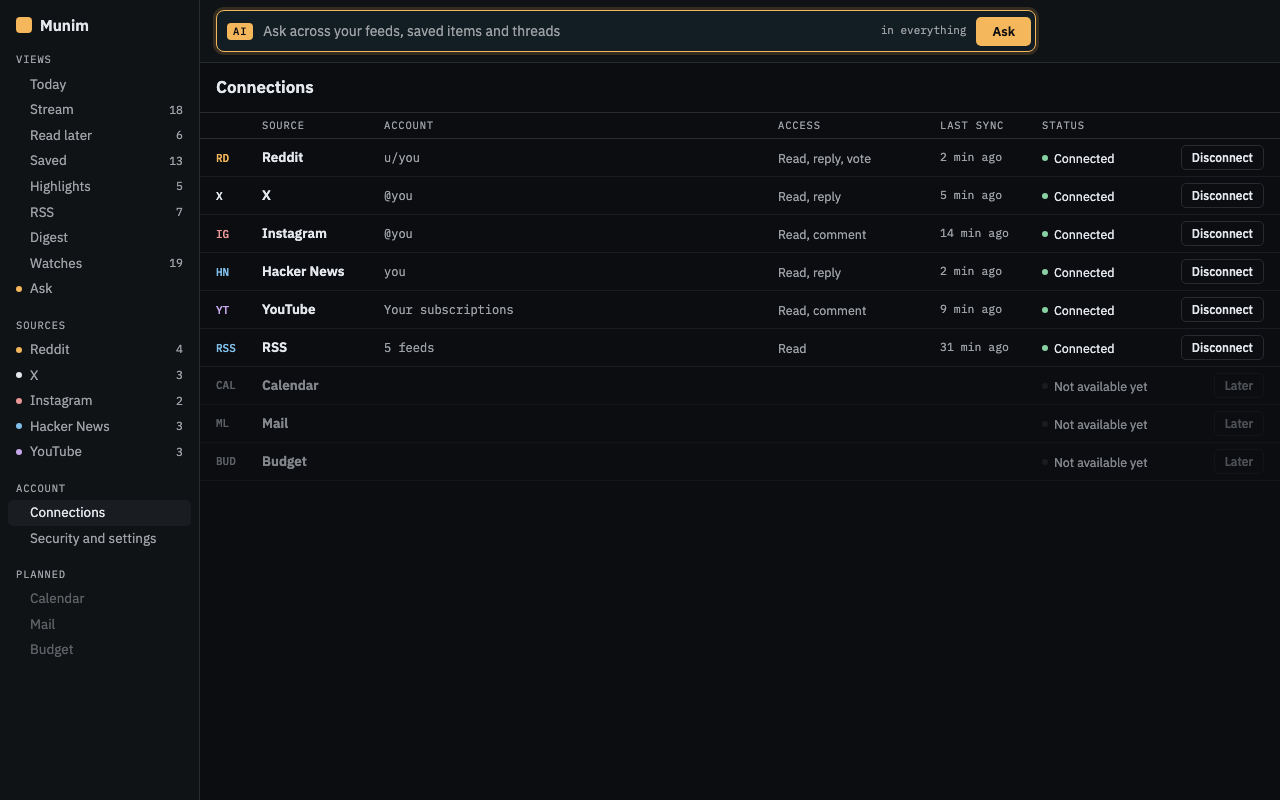 Munim
VIEWS
Today
Stream 18
Read later 6
Saved 13
Highlights 5
RSS 7
Digest
Watches 19
Ask
SOURCES
Reddit 4
X 3
Instagram 2
Hacker News 3
YouTube 3
ACCOUNT
Connections
Security and settings
PLANNED
Calendar
Mail
Budget
AI Ask across your feeds, saved items and threads in everything Ask
Connections
SOURCE ACCOUNT ACCESS LAST SYNC STATUS
RD Reddit u/you Read, reply, vote 2 min ago Connected Disconnect
X X @you Read, reply 5 min ago Connected Disconnect
IG Instagram @you Read, comment 14 min ago Connected Disconnect
HN Hacker News you Read, reply 2 min ago Connected Disconnect
YT YouTube Your subscriptions Read, comment 9 min ago Connected Disconnect
RSS RSS 5 feeds Read 31 min ago Connected Disconnect
CAL Calendar Not available yet Later
ML Mail Not available yet Later
BUD Budget Not available yet Later